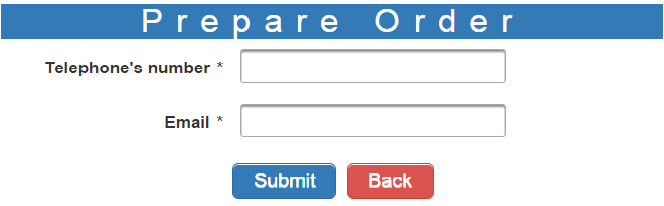 Prepare Order
Telephone's number *
Email *
Submit Back